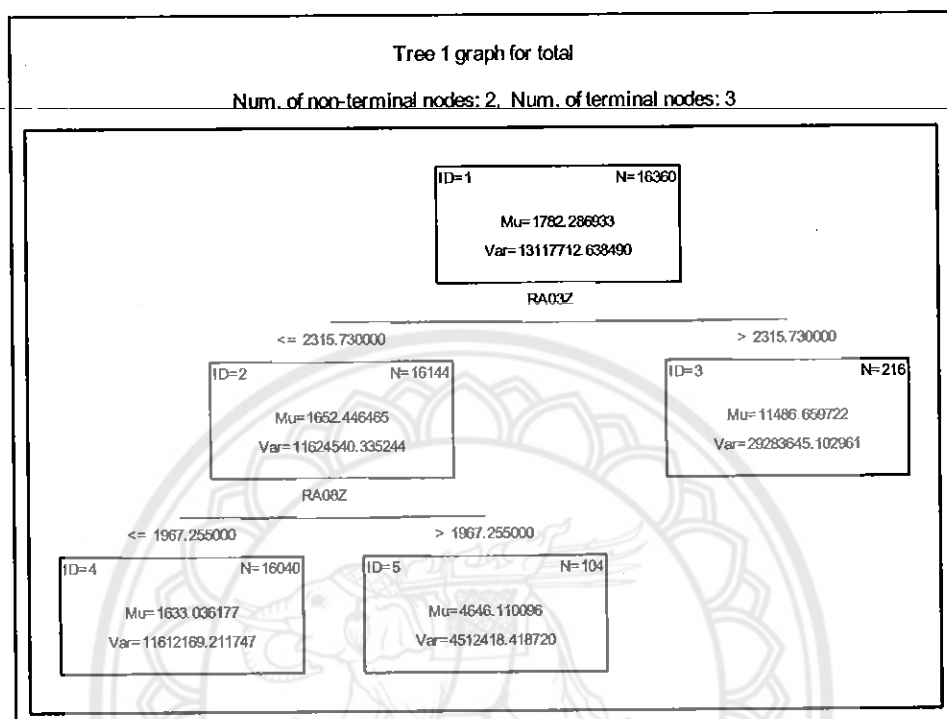 Tree 1 graph for total
Num. of non-terminal nodes: 2, Num. of terminal nodes: 3
ID=1 N=16360
Mu=1782.286933
Var=13117712.638490
RA03Z
<= 2315.730000 > 2315.730000
ID=2 N=16144
Mu=1652.446465
Var=11624540.335244
ID=3 N=216
Mu=11486.659722
Var=29283645.102961
RA08Z
<= 1967.255000 > 1967.255000
ID=4 N=16040
Mu=1633.036177
Var=11612169.211747
ID=5 N=104
Mu=4646.110096
Var=4512418.418720